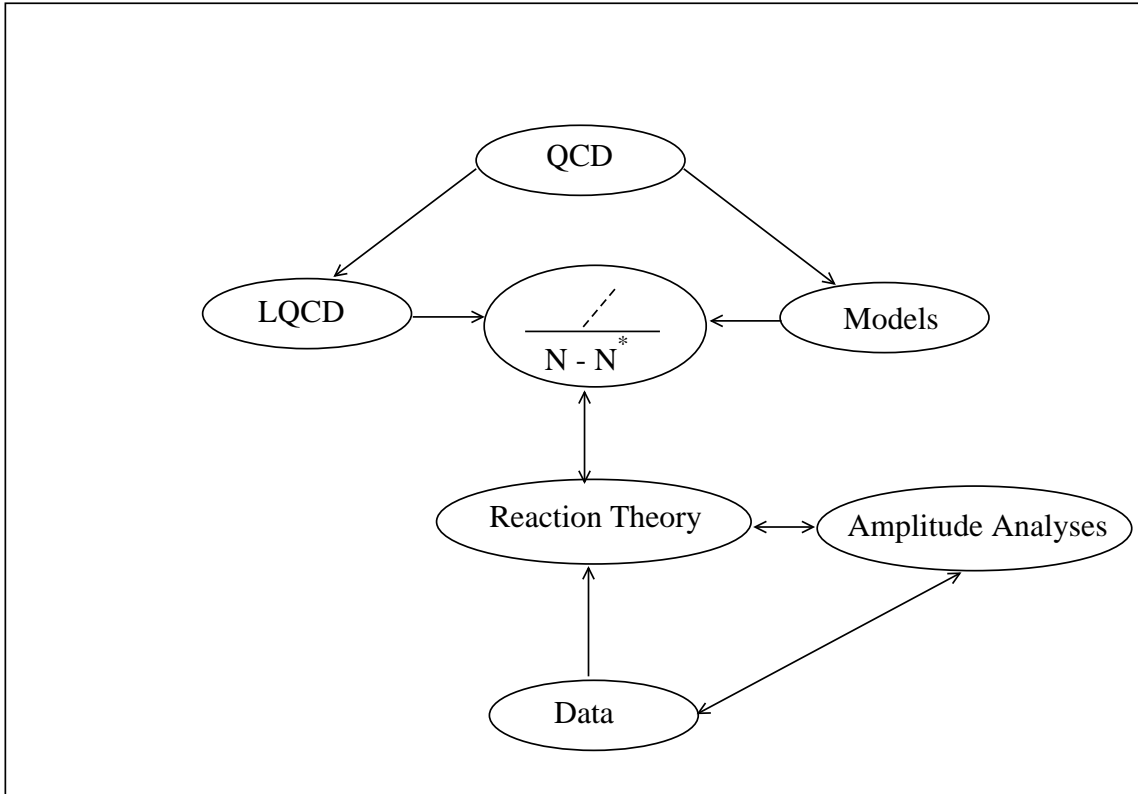 QCD
LQCD
Models
N - N*
Reaction Theory
Amplitude Analyses
Data